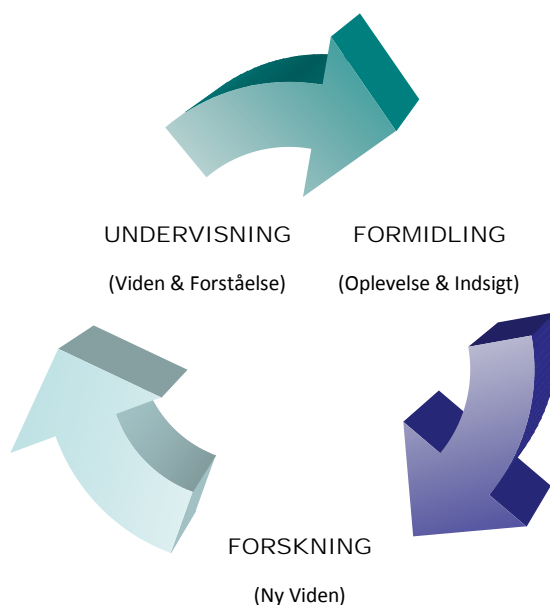 UNDERVISNING
FORMIDLING
(Viden & Forståelse)
(Oplevelse & Indsigt)
FORSKNING
(Ny Viden)